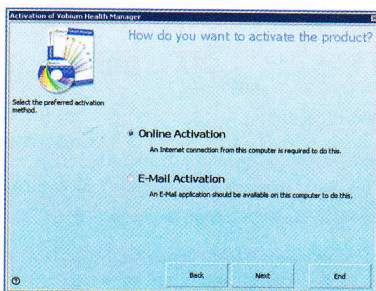 Activation of Yobium Health Manager
How do you want to activate the product?
Select the preferred activation
method.
Online Activation
An Internet connection from this computer is required to do this.
E-Mail Activation
An E-Mail application should be available on this computer to do this.
Back
Next
End